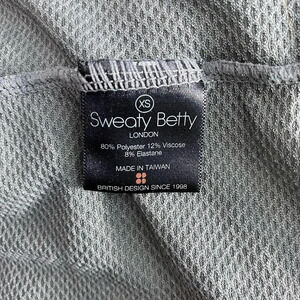 XS
Sweaty Betty
LONDON
80% Polyester 12% Viscose
8% Elastane
MADE IN TAIWAN
BRITISH DESIGN SINCE 1998